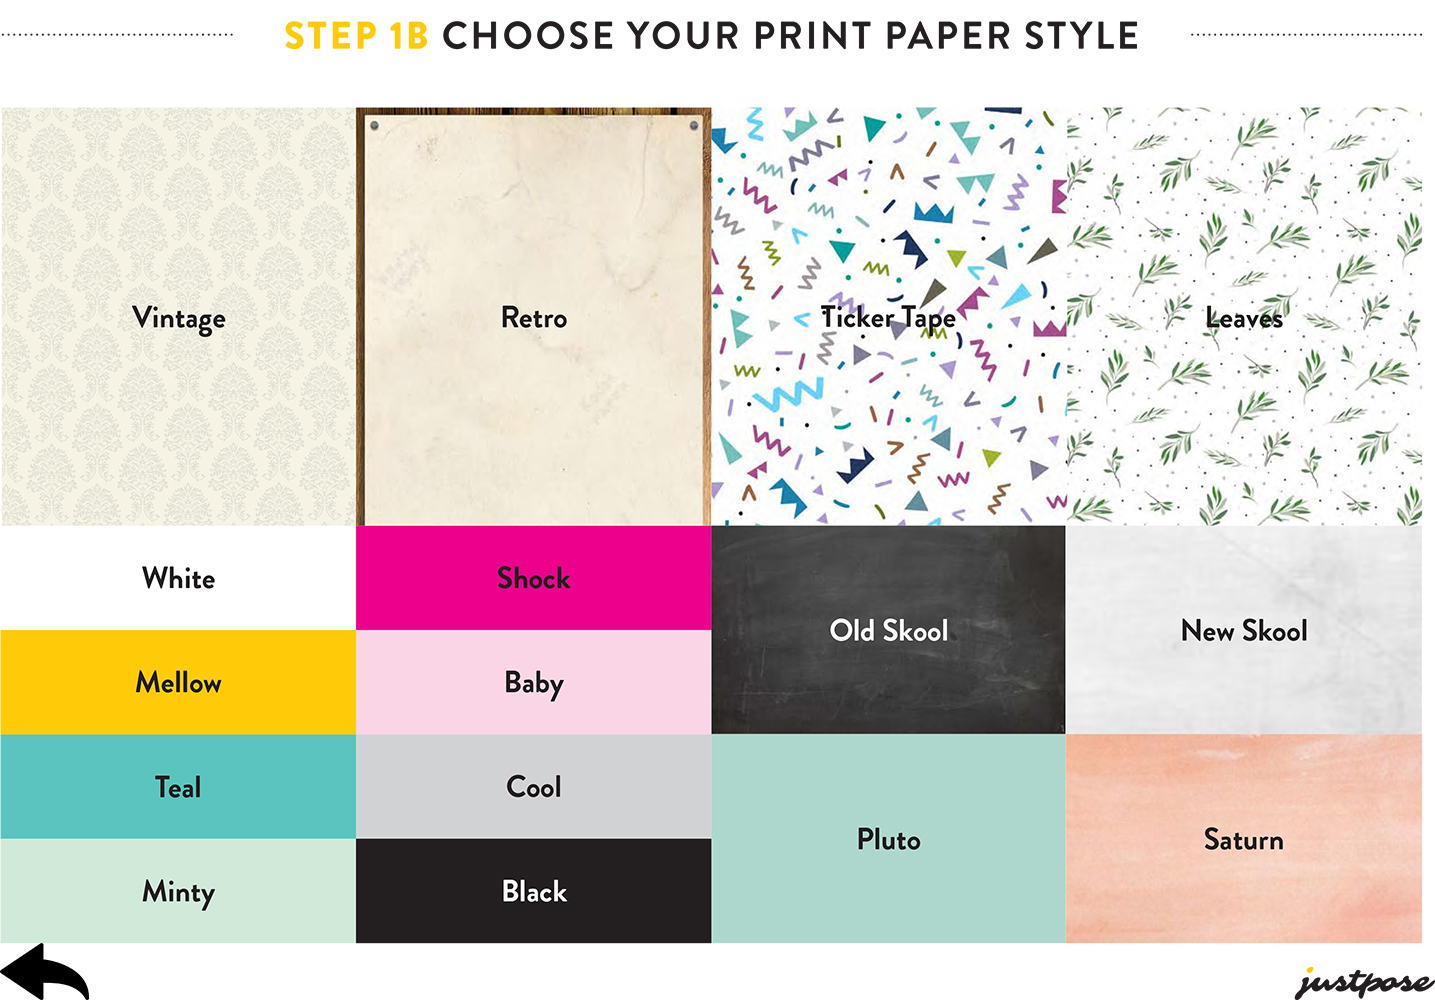 STEP 1B CHOOSE YOUR PRINT PAPER STYLE
Vintage
Retro
Ticker Tape
Leaves
White
Shock
Old Skool
New Skool
Mellow
Baby
Teal
Cool
Pluto
Saturn
Minty
Black
justpose